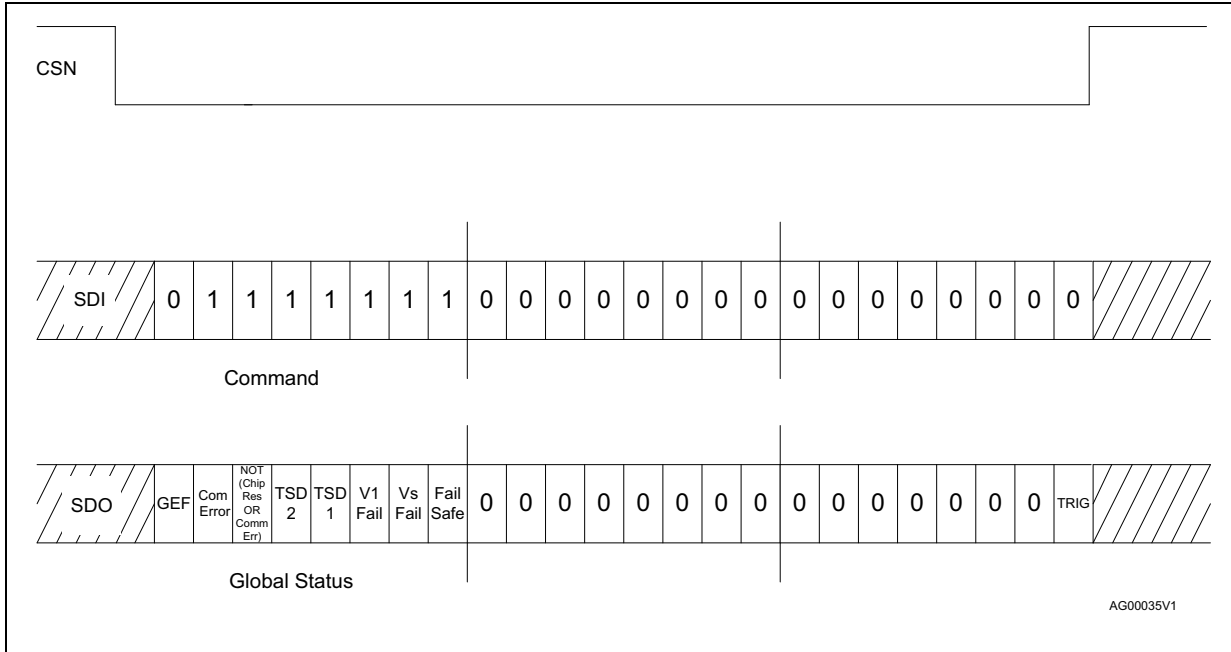 CSN
SDI 0 1 1 1 1 1 1 1 0 0 0 0 0 0 0 0 0 0 0 0 0 0 0 0
Command
SDO GEF Com Error NOT (Chip Res OR Comm Err) TSD 2 TSD 1 V1 Fail Vs Fail Fail Safe 0 0 0 0 0 0 0 0 0 0 0 0 0 0 0 TRIG
Global Status
AG00035V1